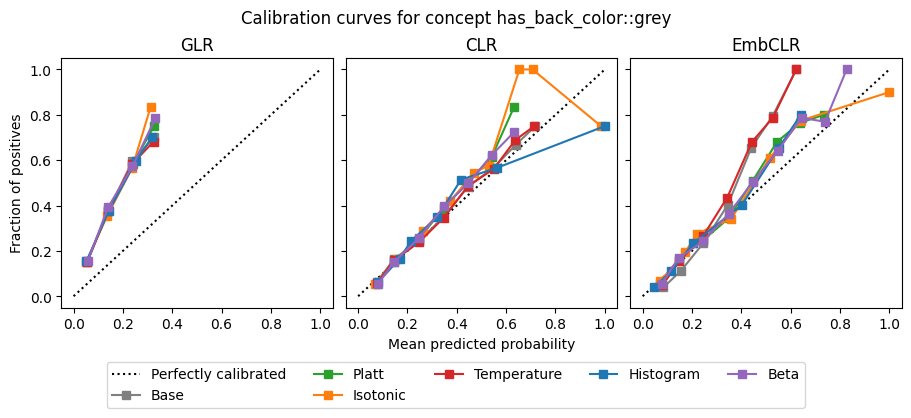 Calibration curves for concept has_back_color::grey
GLR
CLR
EmbCLR
Fraction of positives
1.0
0.8
0.6
0.4
0.2
0.0
0.0 0.2 0.4 0.6 0.8 1.0
0.0 0.2 0.4 0.6 0.8 1.0
0.0 0.2 0.4 0.6 0.8 1.0
Mean predicted probability
Perfectly calibrated Platt Temperature Histogram Beta
Base Isotonic